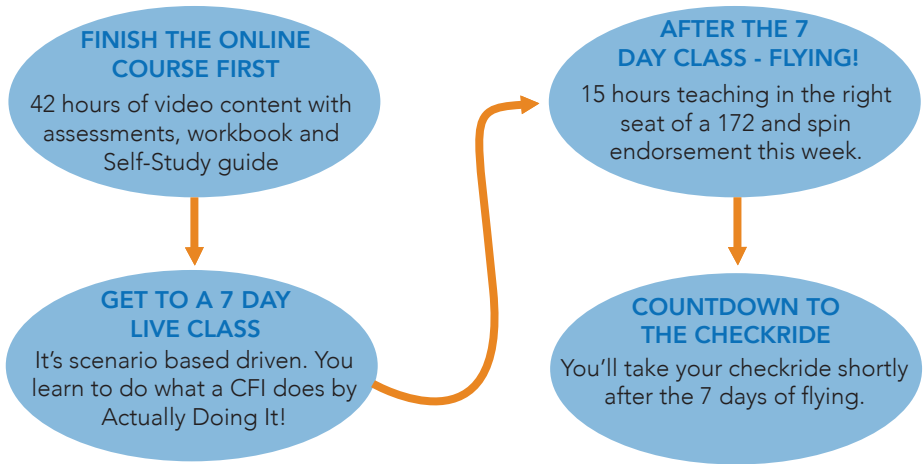 FINISH THE ONLINE
COURSE FIRST
42 hours of video content with
assessments, workbook and
Self-Study guide
GET TO A 7 DAY
LIVE CLASS
It's scenario based driven. You
learn to do what a CFI does by
Actually Doing It!
AFTER THE 7
DAY CLASS - FLYING!
15 hours teaching in the right
seat of a 172 and spin
endorsement this week.
COUNTDOWN TO
THE CHECKRIDE
You'll take your checkride shortly
after the 7 days of flying.